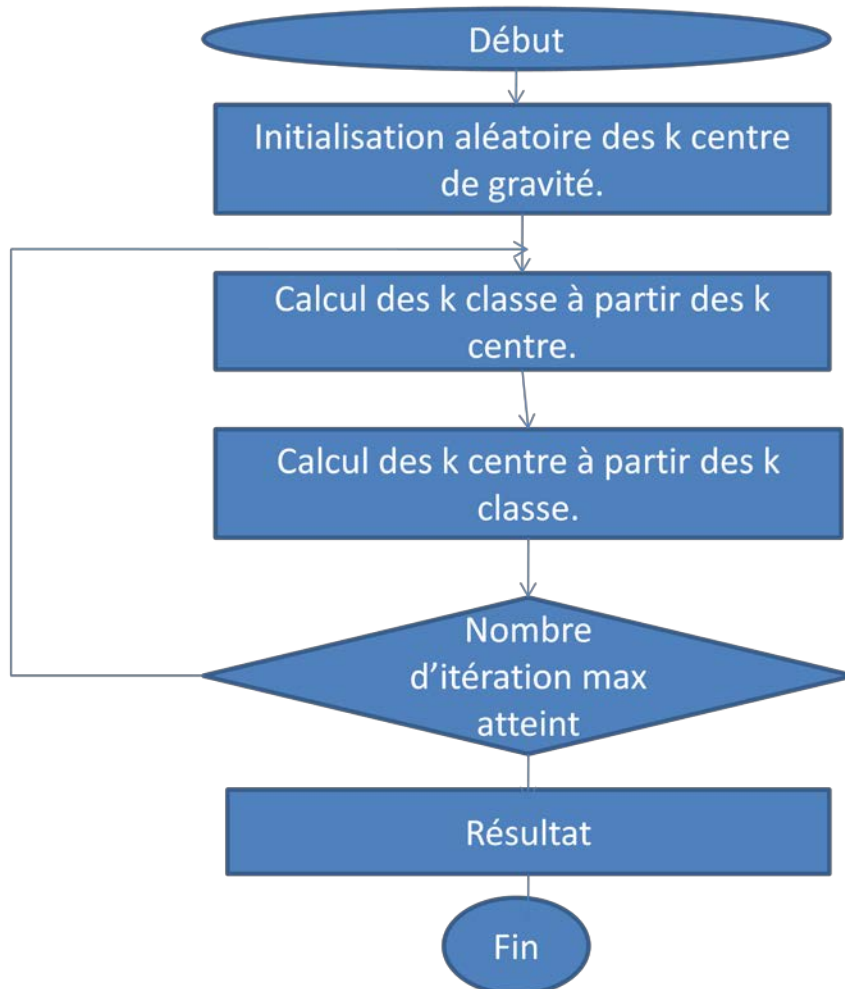 Début
Initialisation aléatoire des k centre
de gravité.
Calcul des k classe à partir des k
centre.
Calcul des k centre à partir des k
classe.
Nombre
d’itération max
atteint
Résultat
Fin